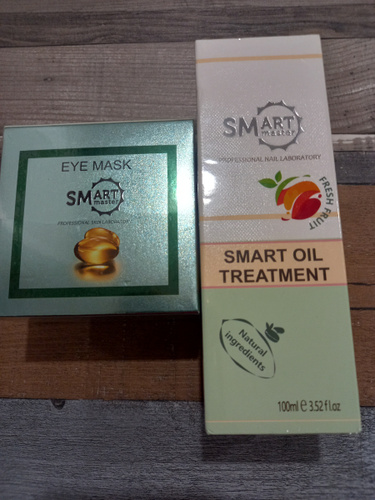 EYE MASK
SMART
master
PROFESSIONAL SKIN LABORATORY
SMART
master
PROFESSIONAL NAIL LABORATORY
FRESH FRUIT
SMART OIL
TREATMENT
Natural
ingredients
100ml e 3.52 fl.oz